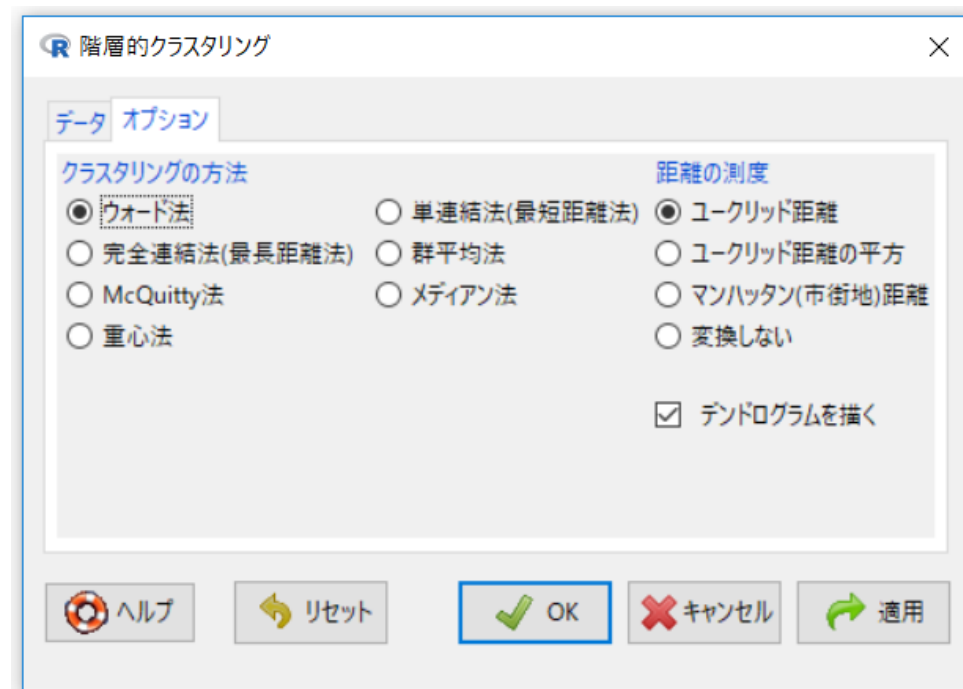 階層的クラスタリング
データ オプション
クラスタリングの方法 距離の測度
ウォード法 単連結法(最短距離法) ユークリッド距離
完全連結法(最長距離法) 群平均法 ユークリッド距離の平方
McQuitty法 メディアン法 マンハッタン(市街地)距離
重心法 変換しない
デンドログラムを描く
ヘルプ リセット OK キャンセル 適用